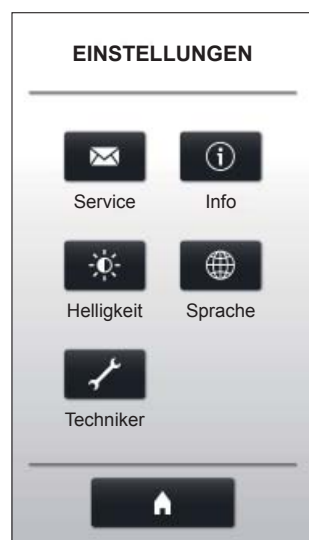 EINSTELLUNGEN
Service Info
Helligkeit Sprache
Techniker